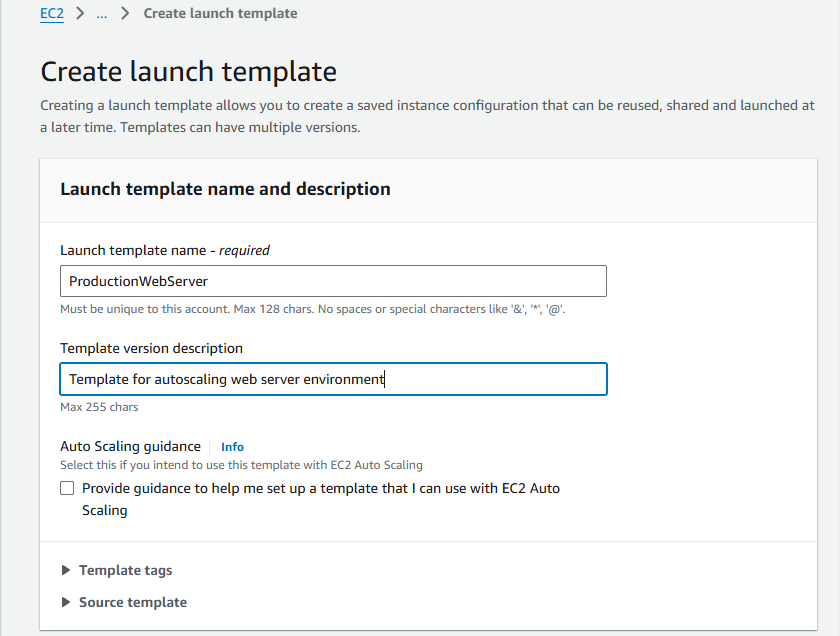 EC2 > ... > Create launch template
Create launch template
Creating a launch template allows you to create a saved instance configuration that can be reused, shared and launched at
a later time. Templates can have multiple versions.
Launch template name and description
Launch template name - required
ProductionWebServer
Must be unique to this account. Max 128 chars. No spaces or special characters like '&', '*', '@'.
Template version description
Template for autoscaling web server environment
Max 255 chars
Auto Scaling guidance Info
Select this if you intend to use this template with EC2 Auto Scaling
Provide guidance to help me set up a template that I can use with EC2 Auto
Scaling
Template tags
Source template